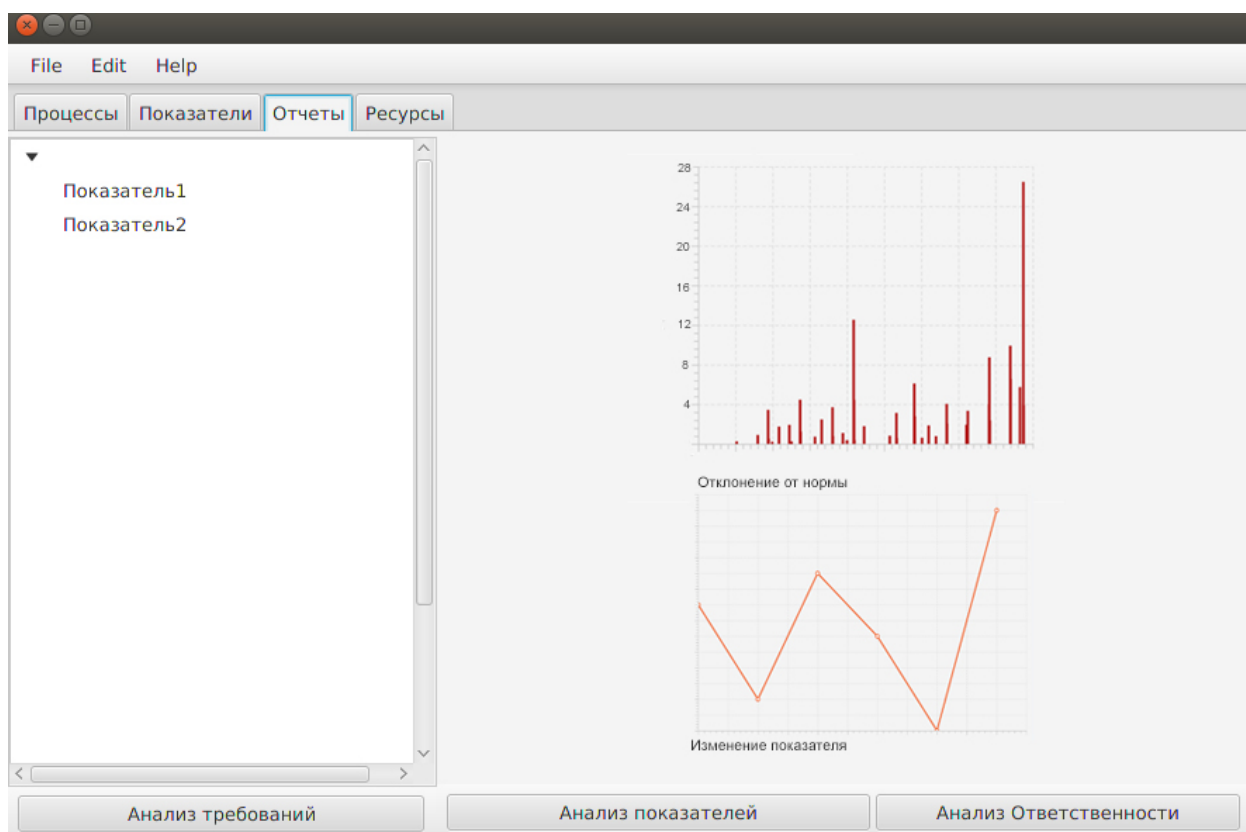 File Edit Help
Процессы Показатели Отчеты Ресурсы
Показатель1
Показатель2
28
24
20
16
12
8
4
Отклонение от нормы
Изменение показателя
Анализ требований Анализ показателей Анализ Ответственности